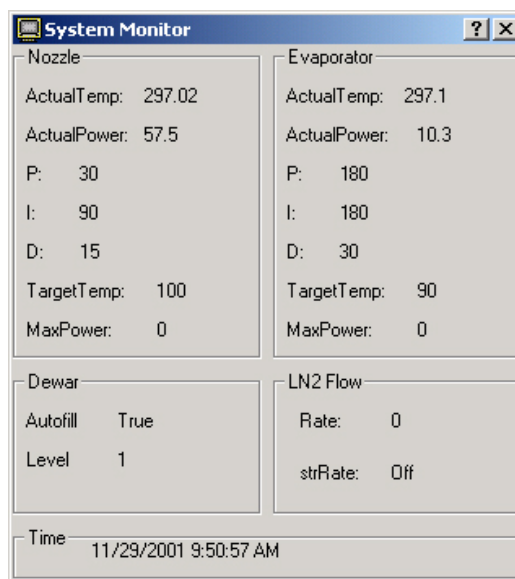 System Monitor
Nozzle
ActualTemp: 297.02
ActualPower: 57.5
P: 30
I: 90
D: 15
TargetTemp: 100
MaxPower: 0
Evaporator
ActualTemp: 297.1
ActualPower: 10.3
P: 180
I: 180
D: 30
TargetTemp: 90
MaxPower: 0
Dewar
Autofill True
Level 1
LN2 Flow
Rate: 0
strRate: Off
Time
11/29/2001 9:50:57 AM